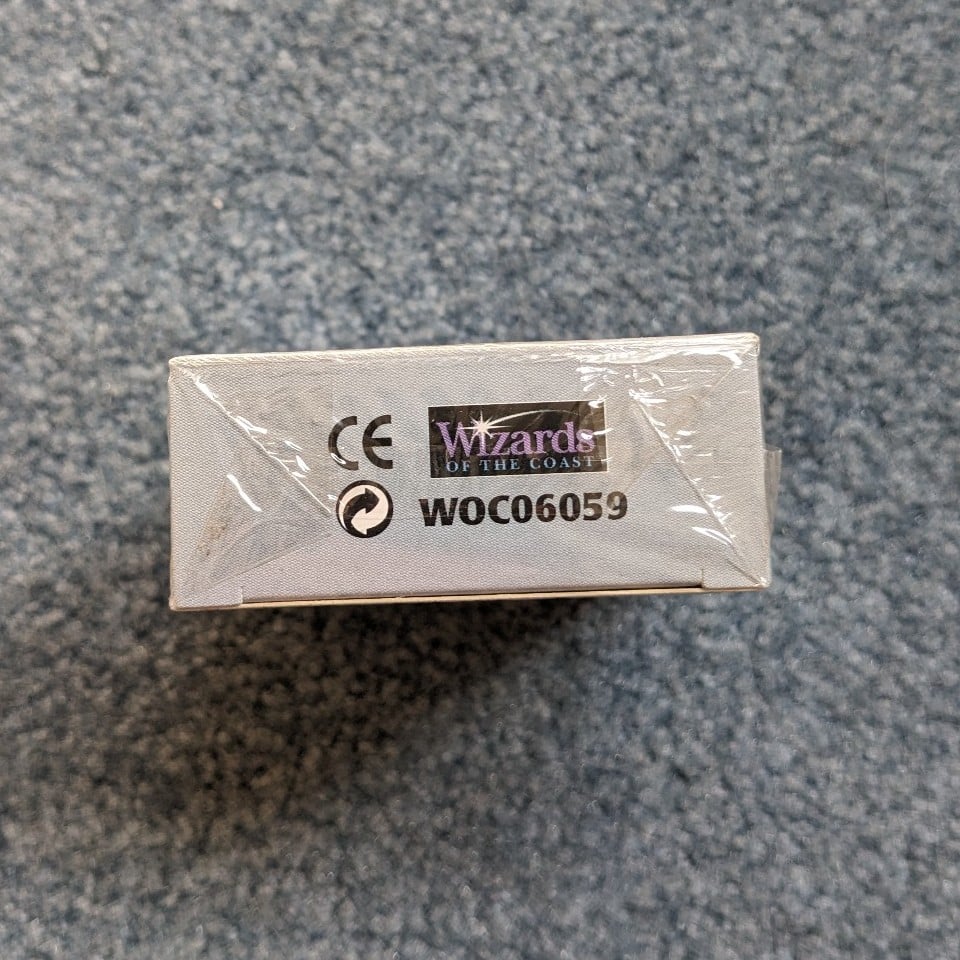 CE
Wizards
OF THE COAST
WOC06059